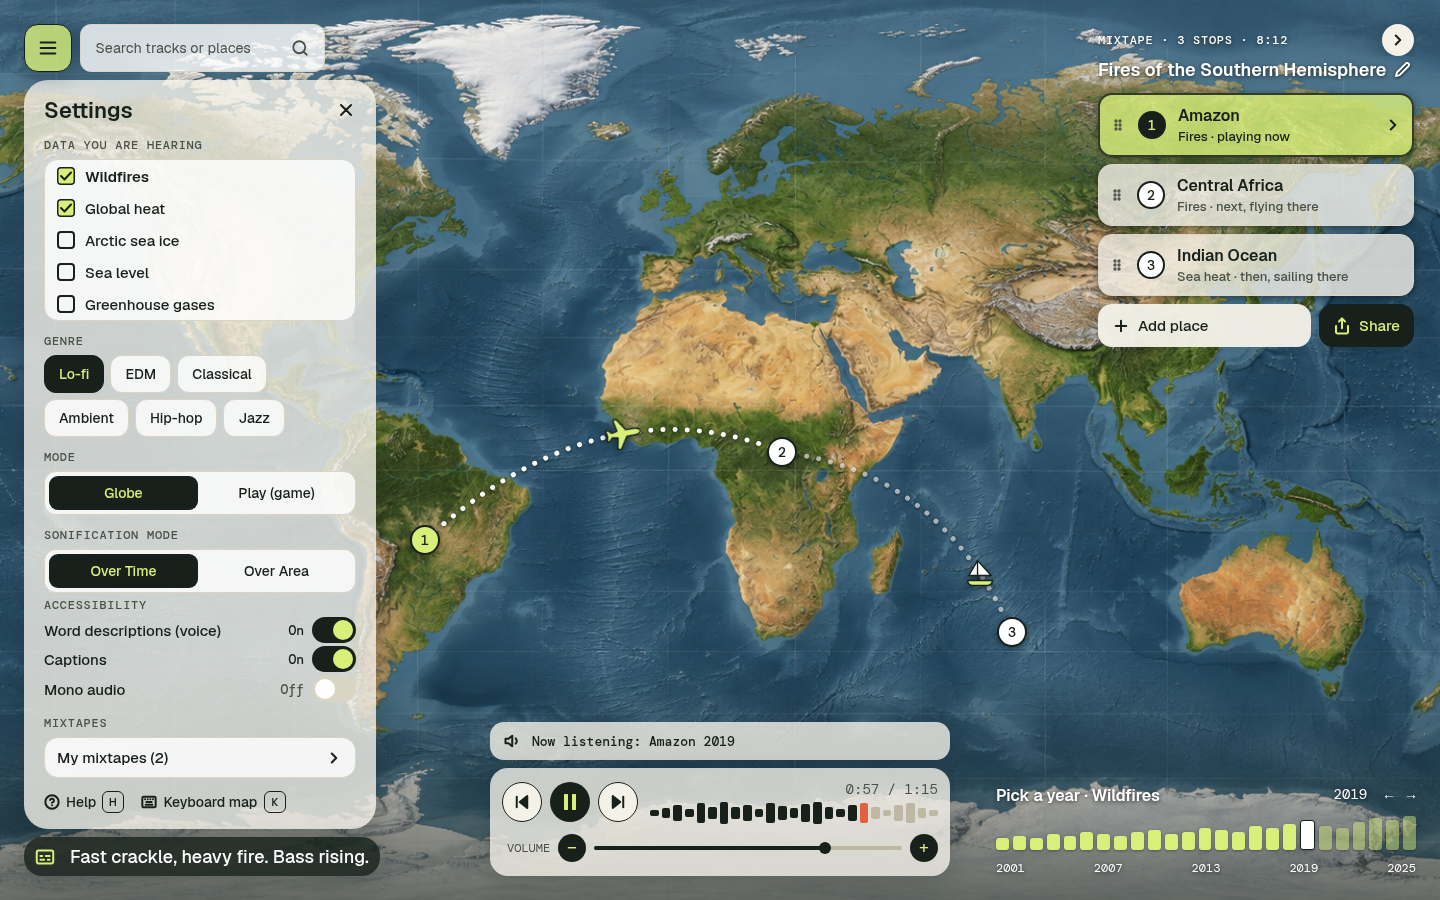 Search tracks or places
Settings
DATA YOU ARE HEARING
Wildfires
Global heat
Arctic sea ice
Sea level
Greenhouse gases
GENRE
Lo-fi
EDM
Classical
Ambient
Hip-hop
Jazz
MODE
Globe
Play (game)
SONIFICATION MODE
Over Time
Over Area
ACCESSIBILITY
Word descriptions (voice) On
Captions On
Mono audio Off
MIXTAPES
My mixtapes (2)
Help H
Keyboard map K
Fast crackle, heavy fire. Bass rising.
1
2
3
Now listening: Amazon 2019
0:57 / 1:15
VOLUME
MIXTAPE · 3 STOPS · 8:12
Fires of the Southern Hemisphere
1
Amazon
Fires · playing now
2
Central Africa
Fires · next, flying there
3
Indian Ocean
Sea heat · then, sailing there
Add place
Share
Pick a year · Wildfires
2019 ← →
2001 2007 2013 2019 2025